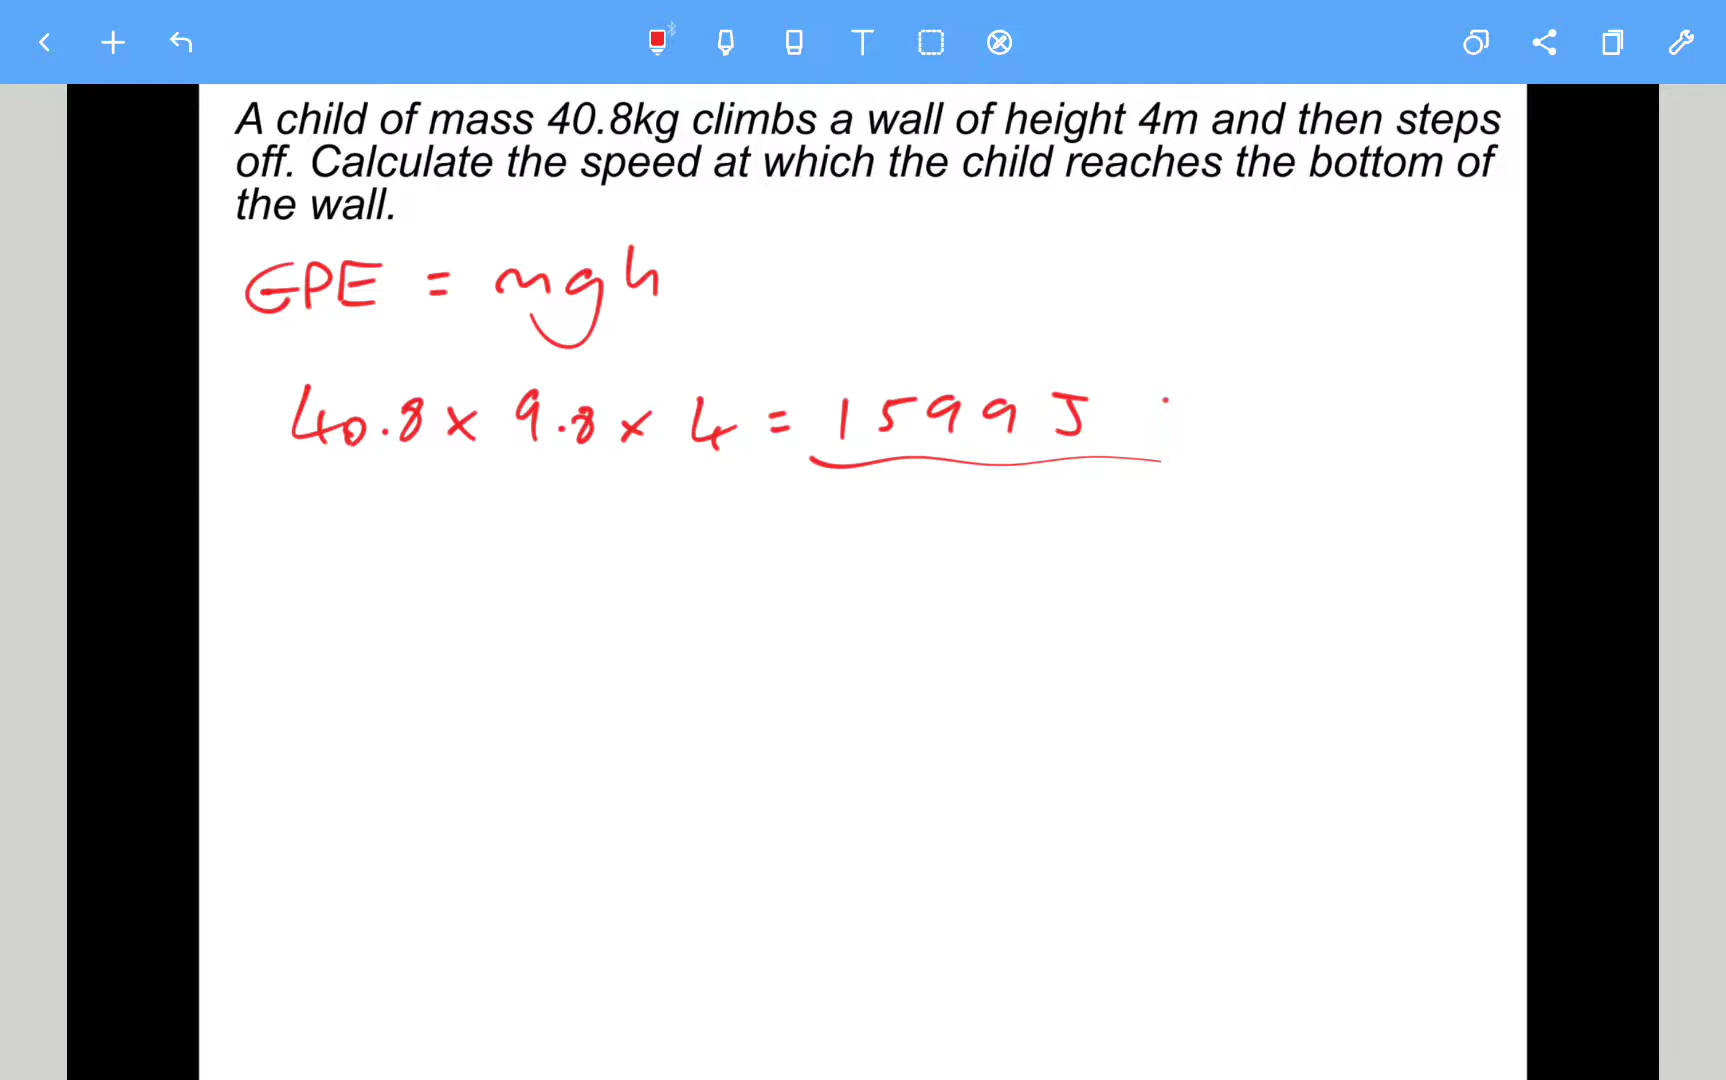 A child of mass 40.8kg climbs a wall of height 4m and then steps
off. Calculate the speed at which the child reaches the bottom of
the wall.
GPE = mgh
40.8 x 9.8 x 4 = 1599 J